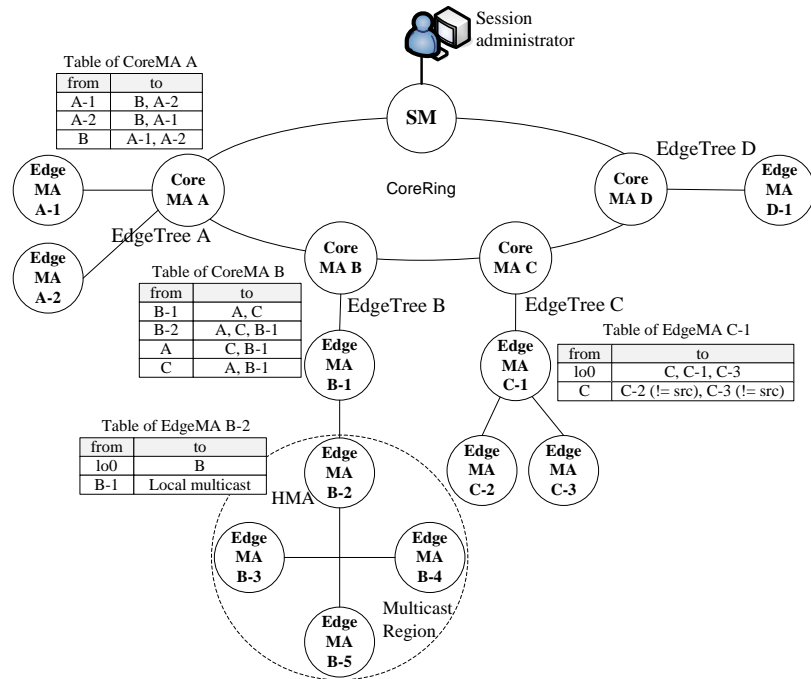 Session
administrator
SM
Table of CoreMA A
from to
A-1 B, A-2
A-2 B, A-1
B A-1, A-2
Edge
MA
A-1
Core
MA A
EdgeTree A
Edge
MA
A-2
CoreRing
EdgeTree D
Core
MA D
Edge
MA
D-1
Core
MA B
Core
MA C
Table of CoreMA B
from to
B-1 A, C
B-2 A, C, B-1
A C, B-1
C A, B-1
EdgeTree B
EdgeTree C
Table of EdgeMA C-1
from to
lo0 C, C-1, C-3
C C-2 (!= src), C-3 (!= src)
Edge
MA
B-1
Edge
MA
C-1
Edge
MA
C-2
Edge
MA
C-3
Table of EdgeMA B-2
from to
lo0 B
B-1 Local multicast
Edge
MA
B-2
HMA
Edge
MA
B-3
Edge
MA
B-4
Edge
MA
B-5
Multicast
Region